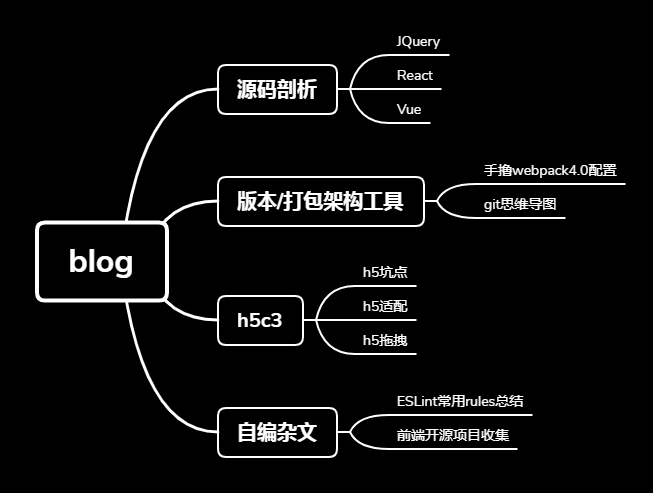 blog
源码剖析
JQuery
React
Vue
版本/打包架构工具
手撸webpack4.0配置
git思维导图
h5c3
h5坑点
h5适配
h5拖拽
自编杂文
ESLint常用rules总结
前端开源项目收集